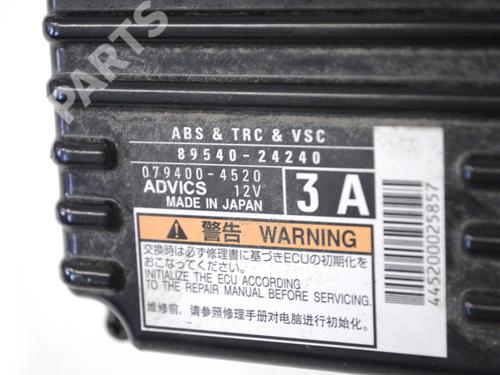 PARTS
ABS & TRC & VSC
89540-24240
079400-4520
ADVICS 12V
MADE IN JAPAN
3 A
警告 WARNING
交換時は必ず修理書に基づきECUの初期化を
おこなってください。
INITIALIZE THE ECU ACCORDING
TO THE REPAIR MANUAL BEFORE SERVICING.
维修前,请参照修理手册对电脑进行初始化。
445200025857